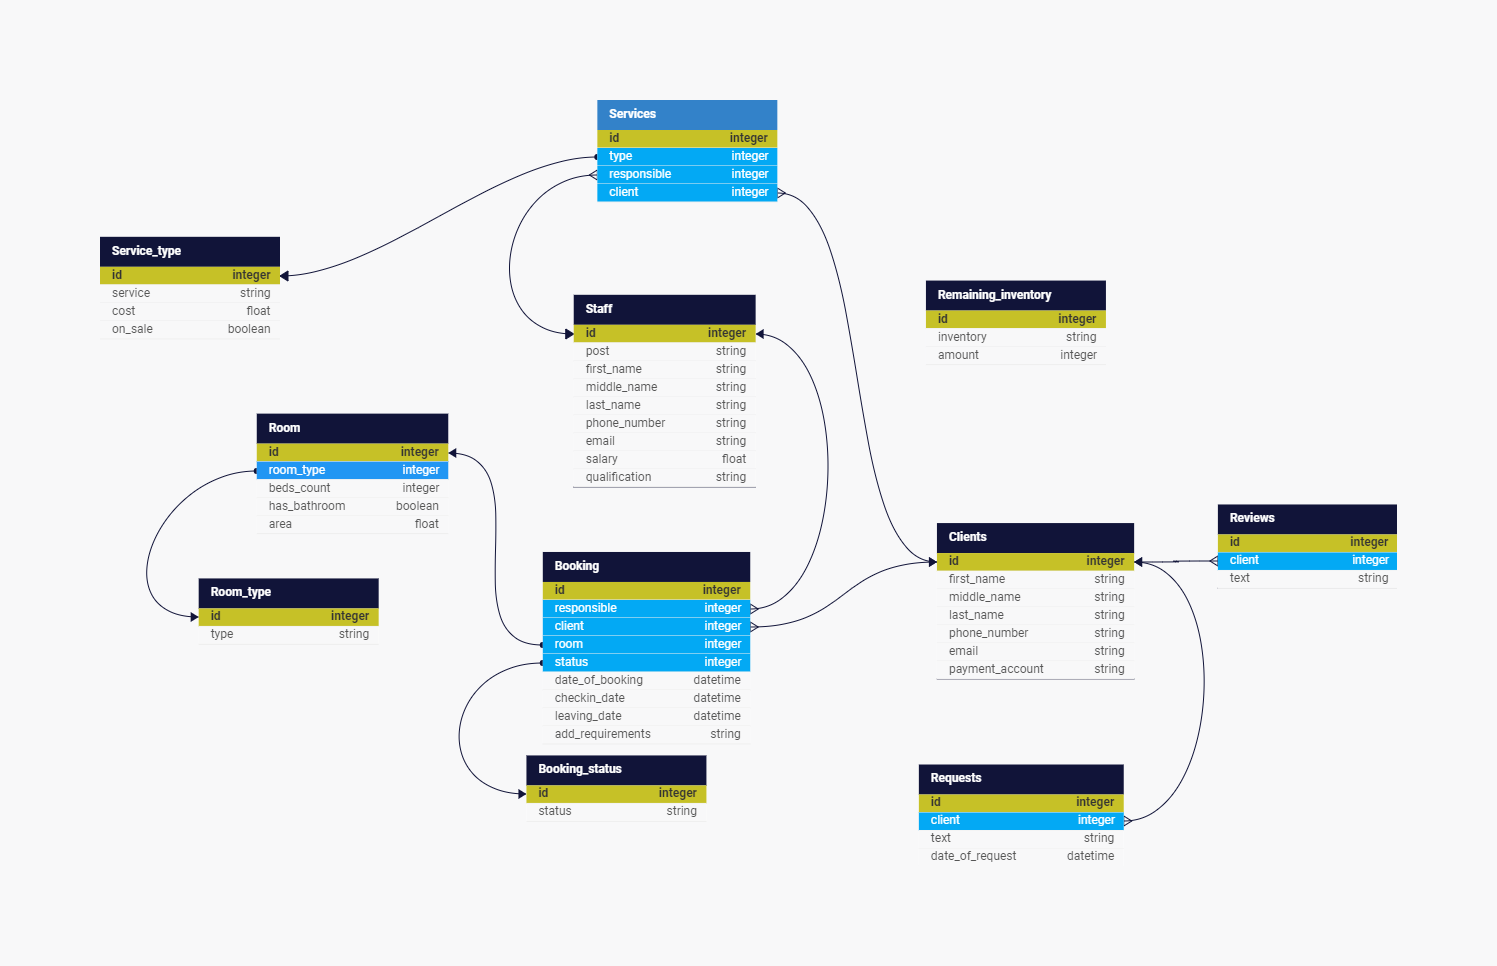 Services
id integer
type integer
responsible integer
client integer
Service_type
id integer
service string
cost float
on_sale boolean
Staff
id integer
post string
first_name string
middle_name string
last_name string
phone_number string
email string
salary float
qualification string
Remaining_inventory
id integer
inventory string
amount integer
Room
id integer
room_type integer
beds_count integer
has_bathroom boolean
area float
Room_type
id integer
type string
Booking
id integer
responsible integer
client integer
room integer
status integer
date_of_booking datetime
checkin_date datetime
leaving_date datetime
add_requirements string
Booking_status
id integer
status string
Clients
id integer
first_name string
middle_name string
last_name string
phone_number string
email string
payment_account string
Reviews
id integer
client integer
text string
Requests
id integer
client integer
text string
date_of_request datetime